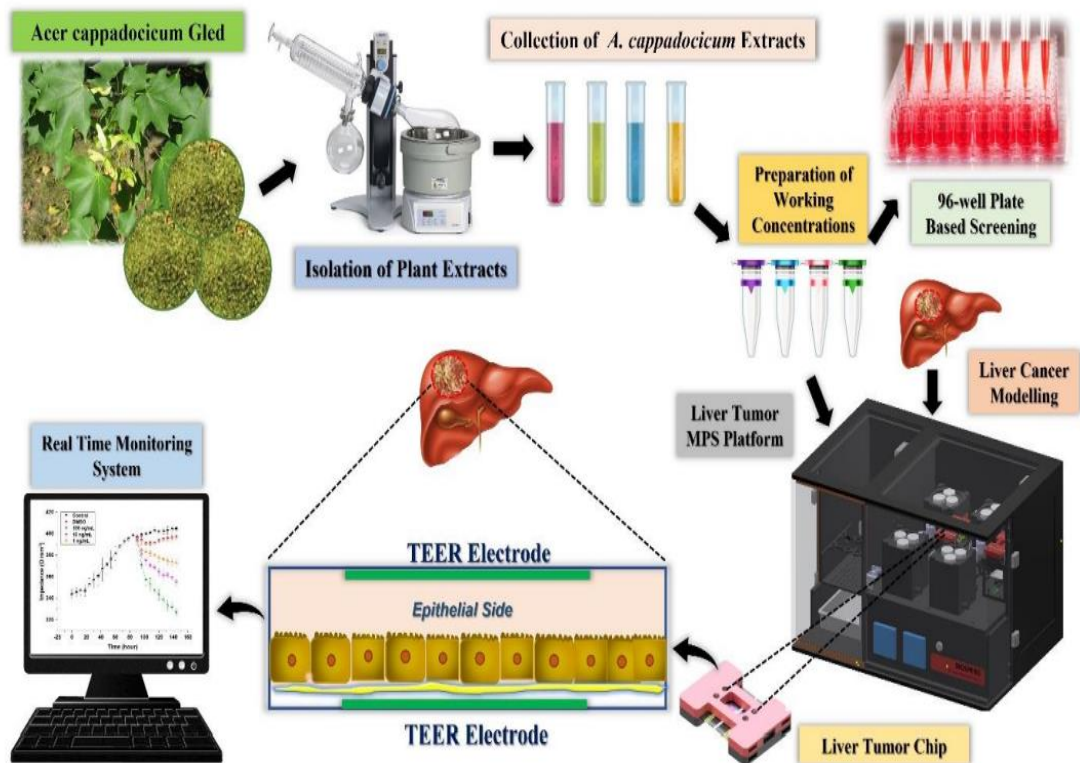 Acer cappadocicum Gled
Isolation of Plant Extracts
Collection of A. cappadocicum Extracts
Preparation of
Working
Concentrations
96-well Plate
Based Screening
Liver Cancer
Modelling
Liver Tumor
MPS Platform
Liver Tumor Chip
TEER Electrode
Epithelial Side
TEER Electrode
Real Time Monitoring
System
Control
DMSO
Impedance
Time (hour)